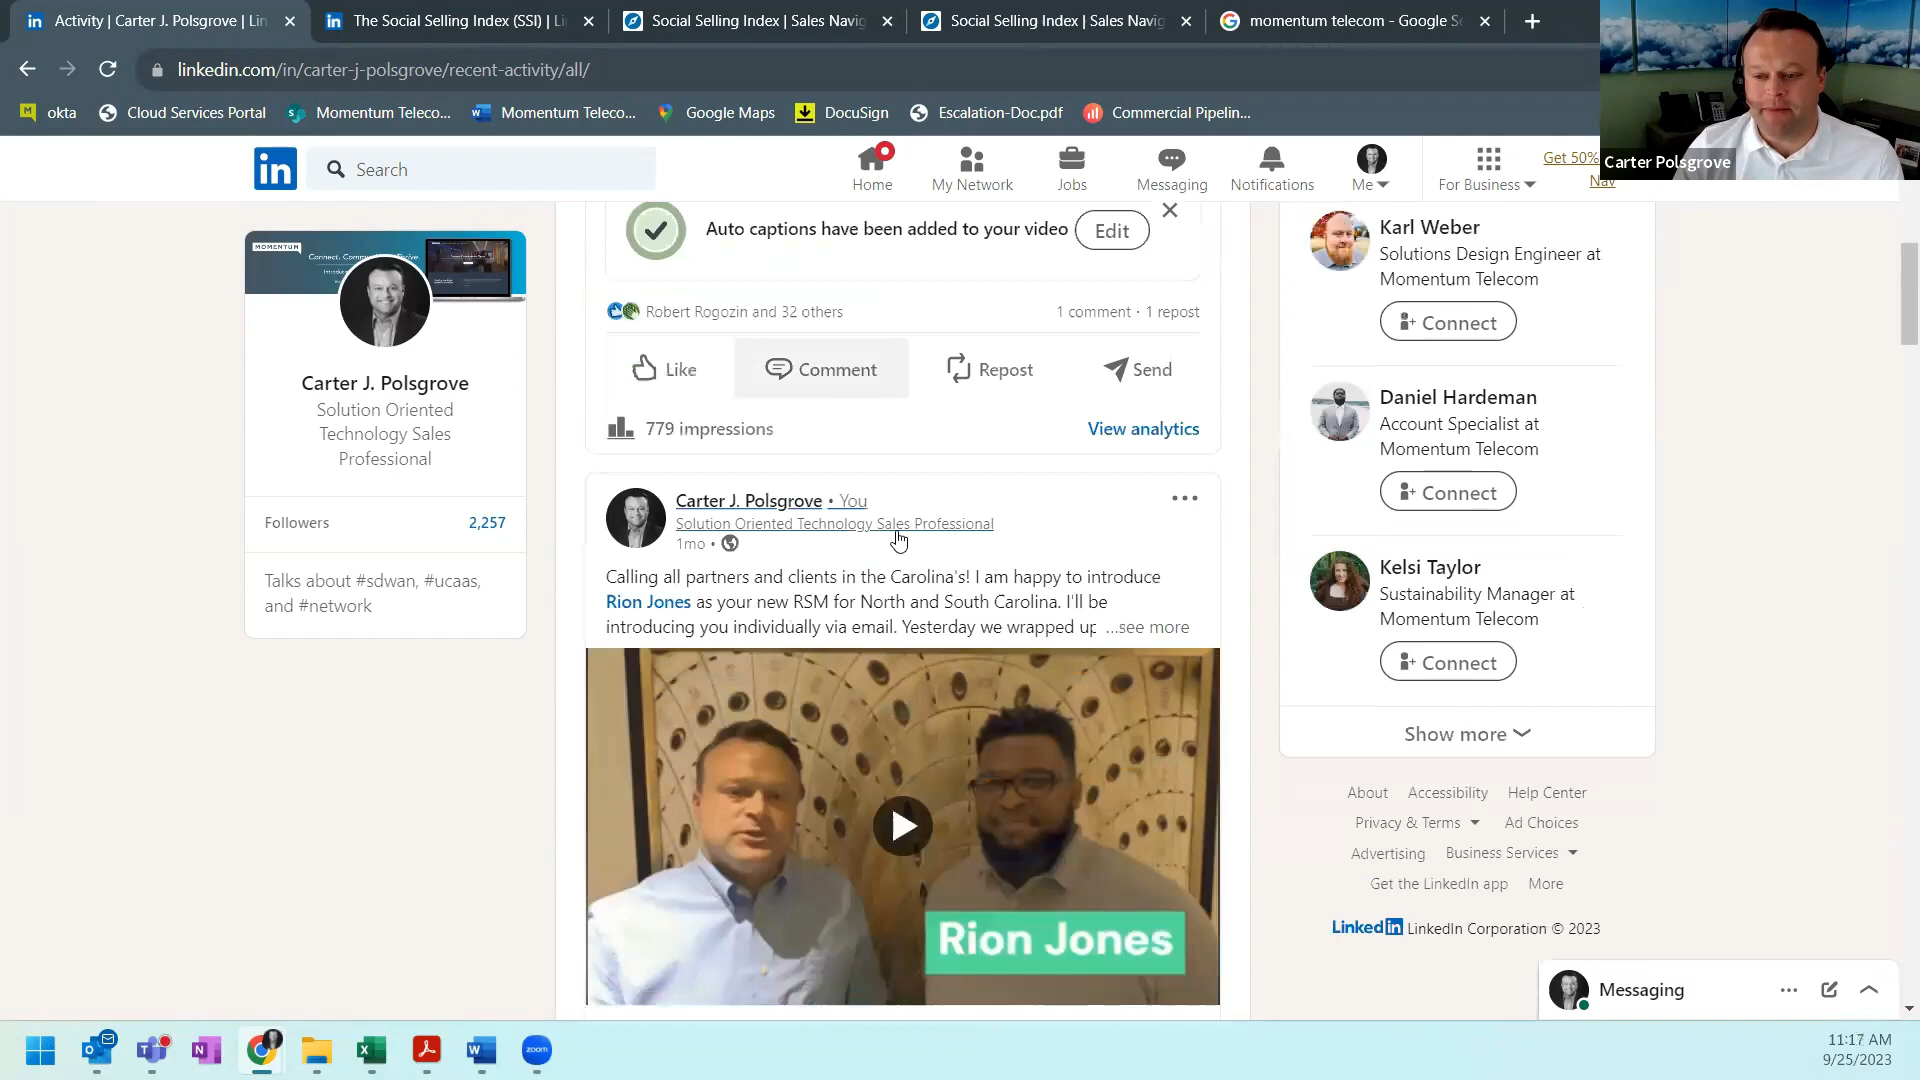 Activity | Carter J. Polsgrove | Lin
The Social Selling Index (SSI) | Li
Social Selling Index | Sales Navig
Social Selling Index | Sales Navig
momentum telecom - Google Se
linkedin.com/in/carter-j-polsgrove/recent-activity/all/
okta
Cloud Services Portal
Momentum Teleco...
Momentum Teleco...
Google Maps
DocuSign
Escalation-Doc.pdf
Commercial Pipelin...
Carter Polsgrove
Search
Home
My Network
Jobs
Messaging
Notifications
Me
For Business
Get 50%
Nav
MOMENTUM
Carter J. Polsgrove
Solution Oriented
Technology Sales
Professional
Followers 2,257
Talks about #sdwan, #ucaas,
and #network
Auto captions have been added to your video
Edit
Robert Rogozin and 32 others
1 comment · 1 repost
Like
Comment
Repost
Send
779 impressions
View analytics
Carter J. Polsgrove • You
Solution Oriented Technology Sales Professional
1mo •
Calling all partners and clients in the Carolina's! I am happy to introduce
Rion Jones as your new RSM for North and South Carolina. I'll be
introducing you individually via email. Yesterday we wrapped up ...see more
Rion Jones
Karl Weber
Solutions Design Engineer at
Momentum Telecom
Connect
Daniel Hardeman
Account Specialist at
Momentum Telecom
Connect
Kelsi Taylor
Sustainability Manager at
Momentum Telecom
Connect
Show more
About Accessibility Help Center
Privacy & Terms Ad Choices
Advertising Business Services
Get the LinkedIn app More
LinkedIn LinkedIn Corporation © 2023
Messaging
zoom
11:17 AM
9/25/2023